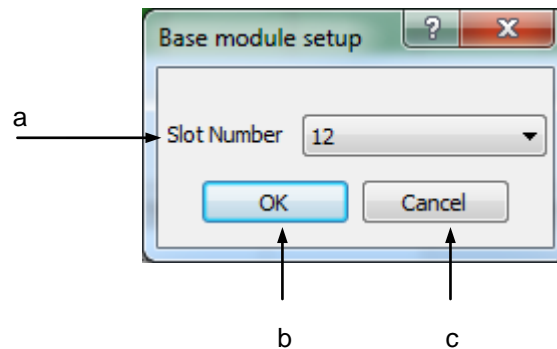 Base module setup ?  X
a
Slot Number 12
OK Cancel
b c